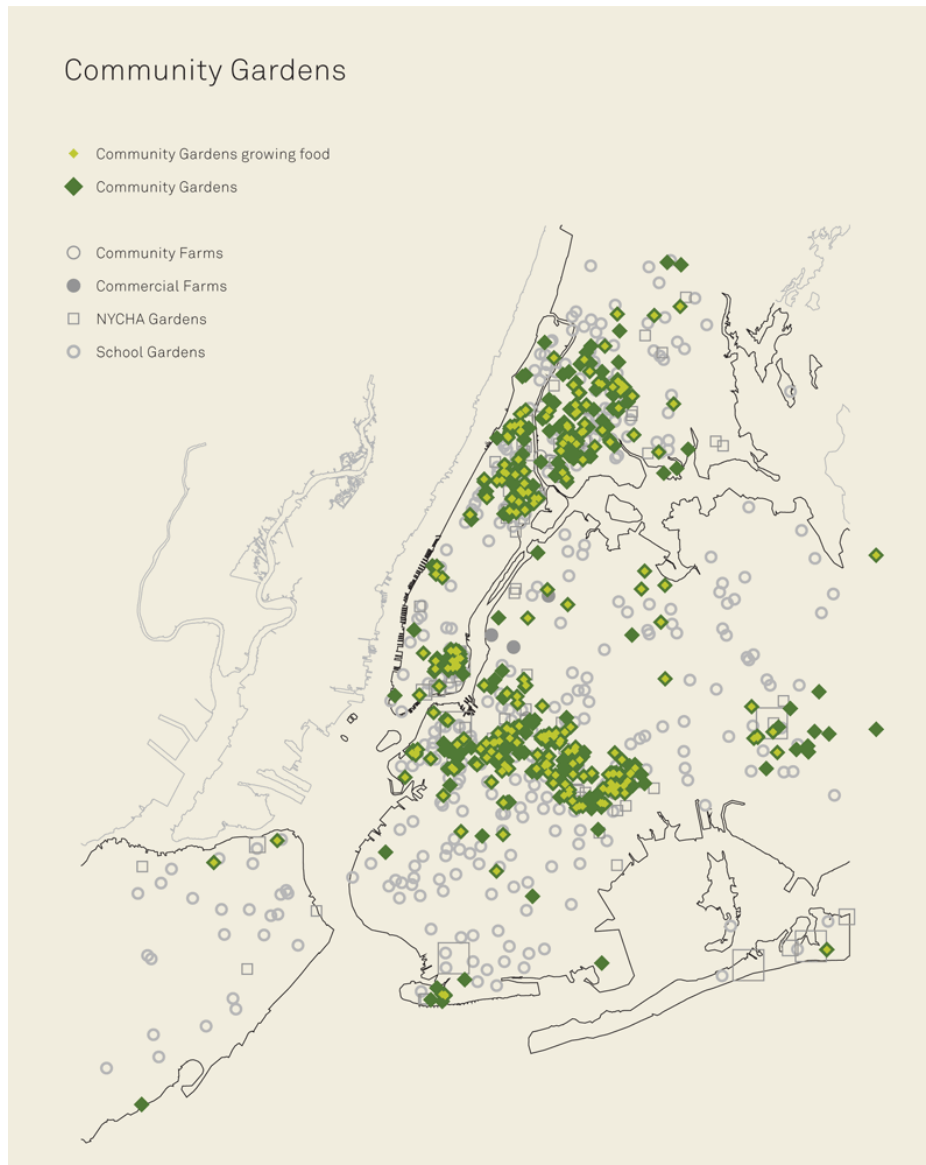 Community Gardens
Community Gardens growing food
Community Gardens
Community Farms
Commercial Farms
NYCHA Gardens
School Gardens